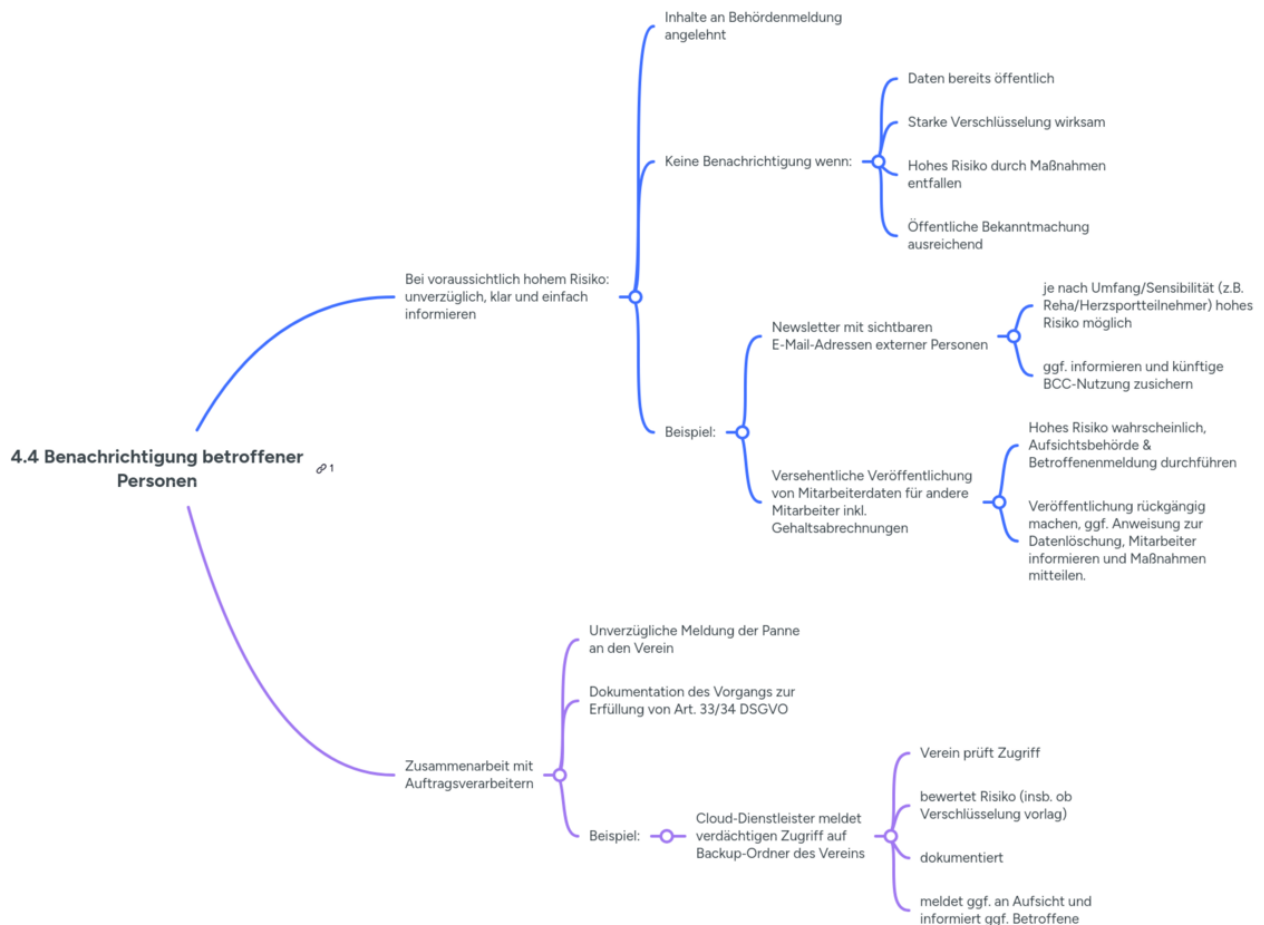 4.4 Benachrichtigung betroffener
Personen
1
Bei voraussichtlich hohem Risiko:
unverzüglich, klar und einfach
informieren
Inhalte an Behördenmeldung
angelehnt
Keine Benachrichtigung wenn:
Daten bereits öffentlich
Starke Verschlüsselung wirksam
Hohes Risiko durch Maßnahmen
entfallen
Öffentliche Bekanntmachung
ausreichend
Beispiel:
Newsletter mit sichtbaren
E-Mail-Adressen externer Personen
je nach Umfang/Sensibilität (z.B.
Reha/Herzsportteilnehmer) hohes
Risiko möglich
ggf. informieren und künftige
BCC-Nutzung zusichern
Versehentliche Veröffentlichung
von Mitarbeiterdaten für andere
Mitarbeiter inkl.
Gehaltsabrechnungen
Hohes Risiko wahrscheinlich,
Aufsichtsbehörde &
Betroffenenmeldung durchführen
Veröffentlichung rückgängig
machen, ggf. Anweisung zur
Datenlöschung, Mitarbeiter
informieren und Maßnahmen
mitteilen.
Zusammenarbeit mit
Auftragsverarbeitern
Unverzügliche Meldung der Panne
an den Verein
Dokumentation des Vorgangs zur
Erfüllung von Art. 33/34 DSGVO
Beispiel:
Cloud-Dienstleister meldet
verdächtigen Zugriff auf
Backup-Ordner des Vereins
Verein prüft Zugriff
bewertet Risiko (insb. ob
Verschlüsselung vorlag)
dokumentiert
meldet ggf. an Aufsicht und
informiert ggf. Betroffene